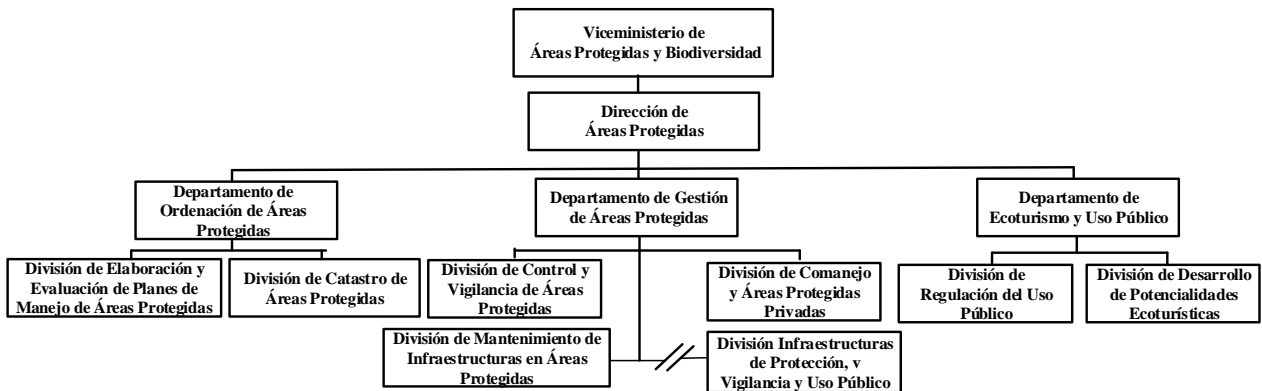 Viceministerio de
Áreas Protegidas y Biodiversidad
Dirección de
Áreas Protegidas
Departamento de
Ordenación de Áreas
Protegidas
Departamento de Gestión
de Áreas Protegidas
Departamento de
Ecoturismo y Uso Público
División de Elaboración y
Evaluación de Planes de
Manejo de Áreas Protegidas
División de Catastro de
Áreas Protegidas
División de Control y
Vigilancia de Áreas
Protegidas
División de Comanejo
y Áreas Protegidas
Privadas
División de
Regulación del Uso
Público
División de Desarrollo
de Potencialidades
Ecoturísticas
División de Mantenimiento de
Infraestructuras en Áreas
Protegidas
División Infraestructuras
de Protección, v
Vigilancia y Uso Público